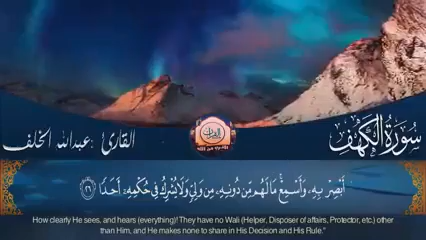 سُورَةُ الكَهْفِ
القارئ : عبدالله الخلف
أَبْصِرْ بِهِۦ وَأَسْمِعْ ۚ مَا لَهُم مِّن دُونِهِۦ مِن وَلِيٍّ وَلَا يُشْرِكُ فِي حُكْمِهِۦٓ أَحَدًا ٢٦
How clearly He sees, and hears (everything)! They have no Wali (Helper, Disposer of affairs, Protector, etc.) other
than Him, and He makes none to share in His Decision and His Rule."